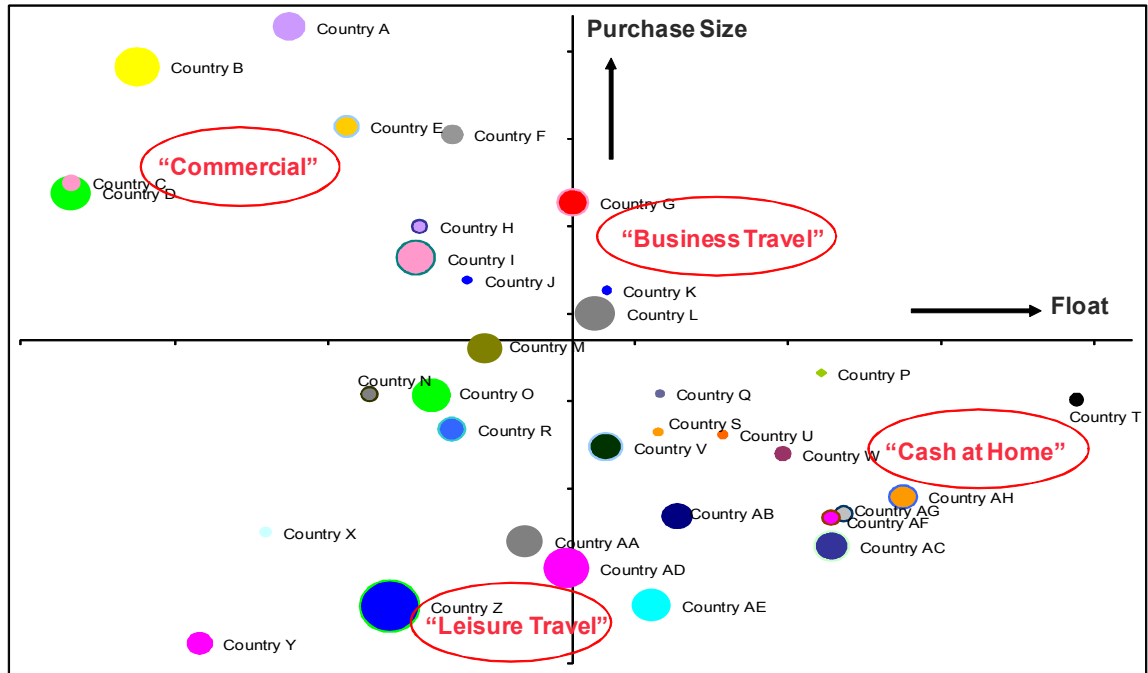 Country A
Purchase Size
Country B
Country E
Country F
“Commercial”
Country C
Country D
Country G
Country H
“Business Travel”
Country I
Country J
Country K
Country L
Float
Country M
Country P
Country N
Country O
Country Q
Country T
Country S
Country R
Country U
Country V
Country W
“Cash at Home”
Country AH
Country AG
Country AB
Country AF
Country X
Country AA
Country AC
Country AD
Country Z
Country AE
“Leisure Travel”
Country Y